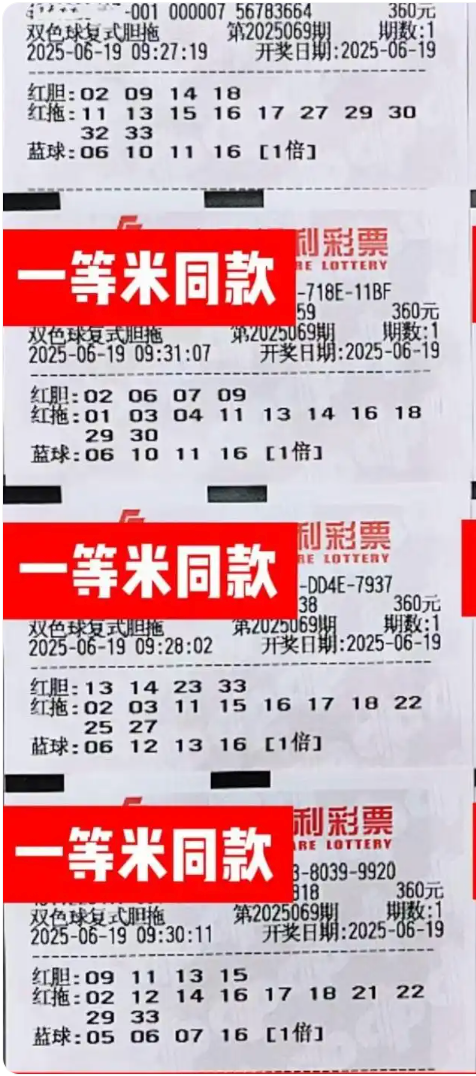 -001 000007 56783664 360元
双色球复式胆拖 第2025069期 期数:1
2025-06-19 09:27:19 开奖日期:2025-06-19
红胆:02 09 14 18
红拖:11 13 15 16 17 27 29 30
32 33
蓝球:06 10 11 16 [1倍]
利彩票
一等米同款
RE LOTTERY
-718E-11BF
59 360元
双色球复式胆拖 第2025069期 期数:1
2025-06-19 09:31:07 开奖日期:2025-06-19
红胆:02 06 07 09
红拖:01 03 04 11 13 14 16 18
29 30
蓝球:06 10 11 16 [1倍]
利彩票
一等米同款
RE LOTTERY
-DD4E-7937
38 360元
双色球复式胆拖 第2025069期 期数:1
2025-06-19 09:28:02 开奖日期:2025-06-19
红胆:13 14 23 33
红拖:02 03 11 15 16 17 18 22
25 27
蓝球:06 12 13 16 [1倍]
利彩票
一等米同款
ARE LOTTERY
3-8039-9920
818 360元
双色球复式胆拖 第2025069期 期数:1
2025-06-19 09:30:11 开奖日期:2025-06-19
红胆:09 11 13 15
红拖:02 12 14 16 17 18 21 22
29 33
蓝球:05 06 07 16 [1倍]